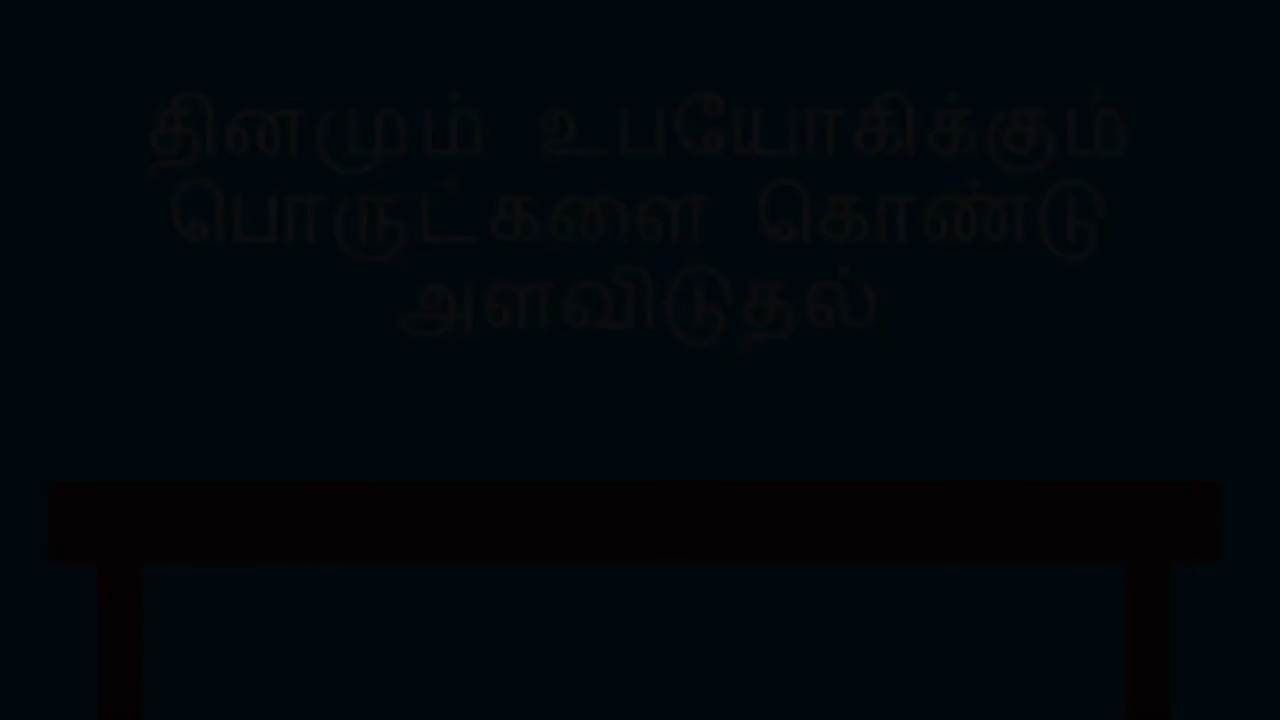 தினமும் உபயோகிக்கும்
பொருட்களை கொண்டு
அளவிடுதல்